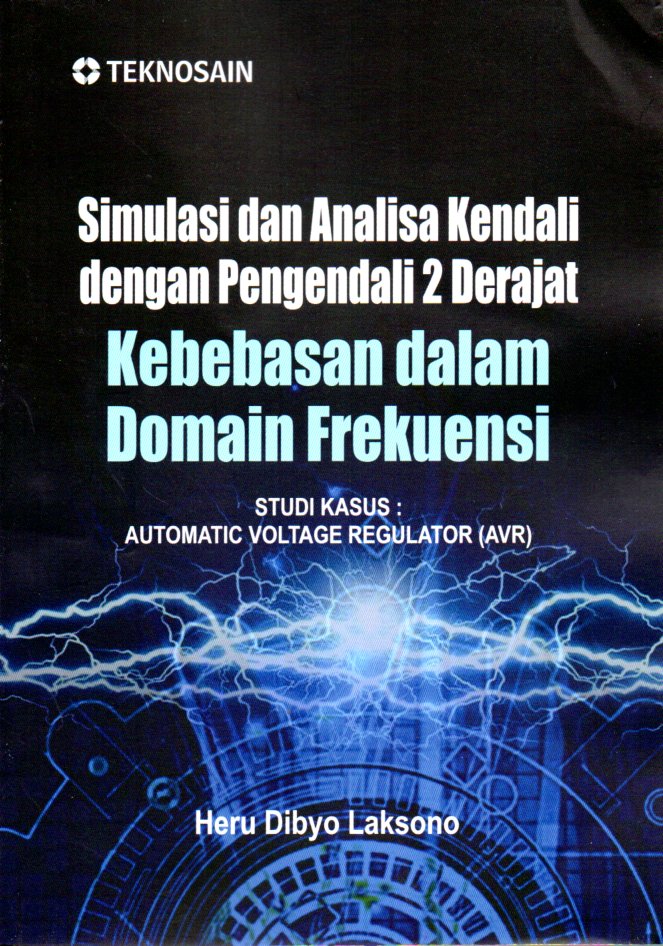 TEKNOSAIN
Simulasi dan Analisa Kendali
dengan Pengendali 2 Derajat
Kebebasan dalam
Domain Frekuensi
STUDI KASUS :
AUTOMATIC VOLTAGE REGULATOR (AVR)
Heru Dibyo Laksono